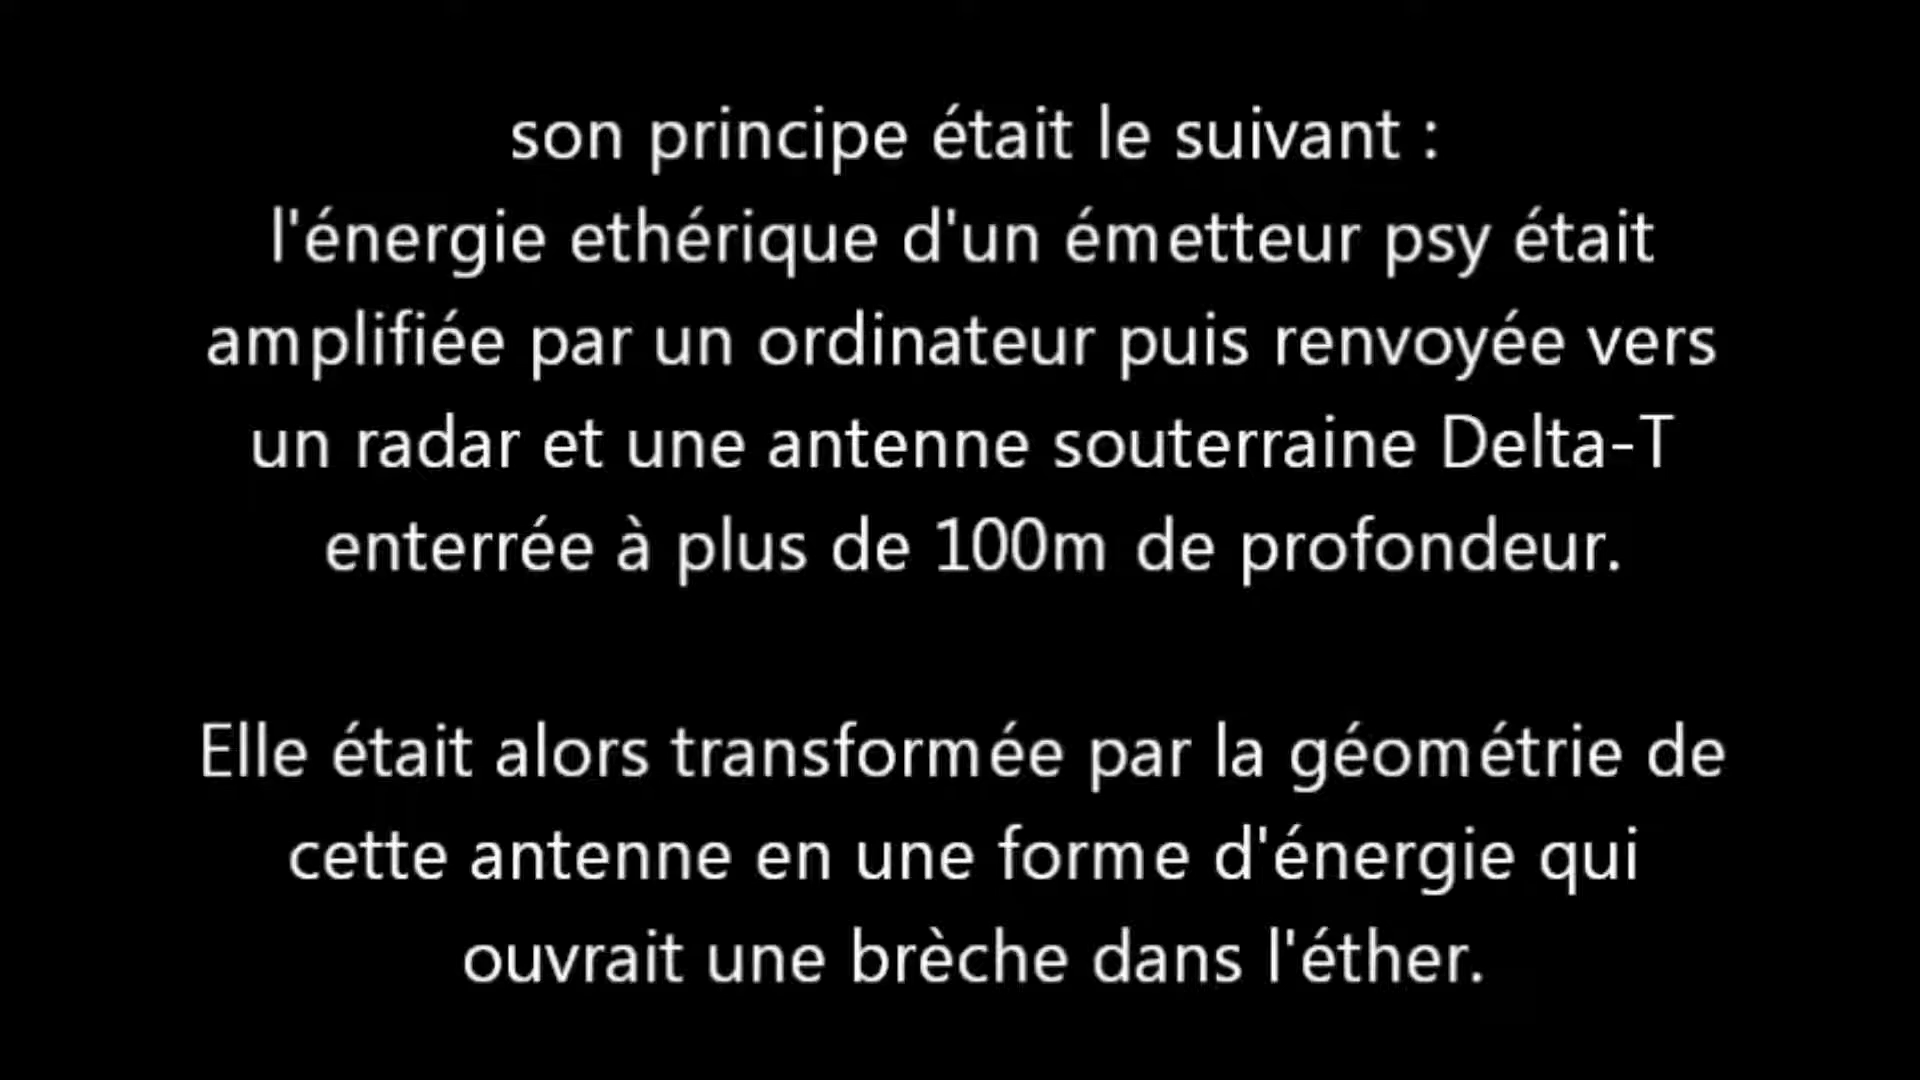 son principe était le suivant :
l'énergie ethérique d'un émetteur psy était
amplifiée par un ordinateur puis renvoyée vers
un radar et une antenne souterraine Delta-T
enterrée à plus de 100m de profondeur.
Elle était alors transformée par la géométrie de
cette antenne en une forme d'énergie qui
ouvrait une brèche dans l'éther.